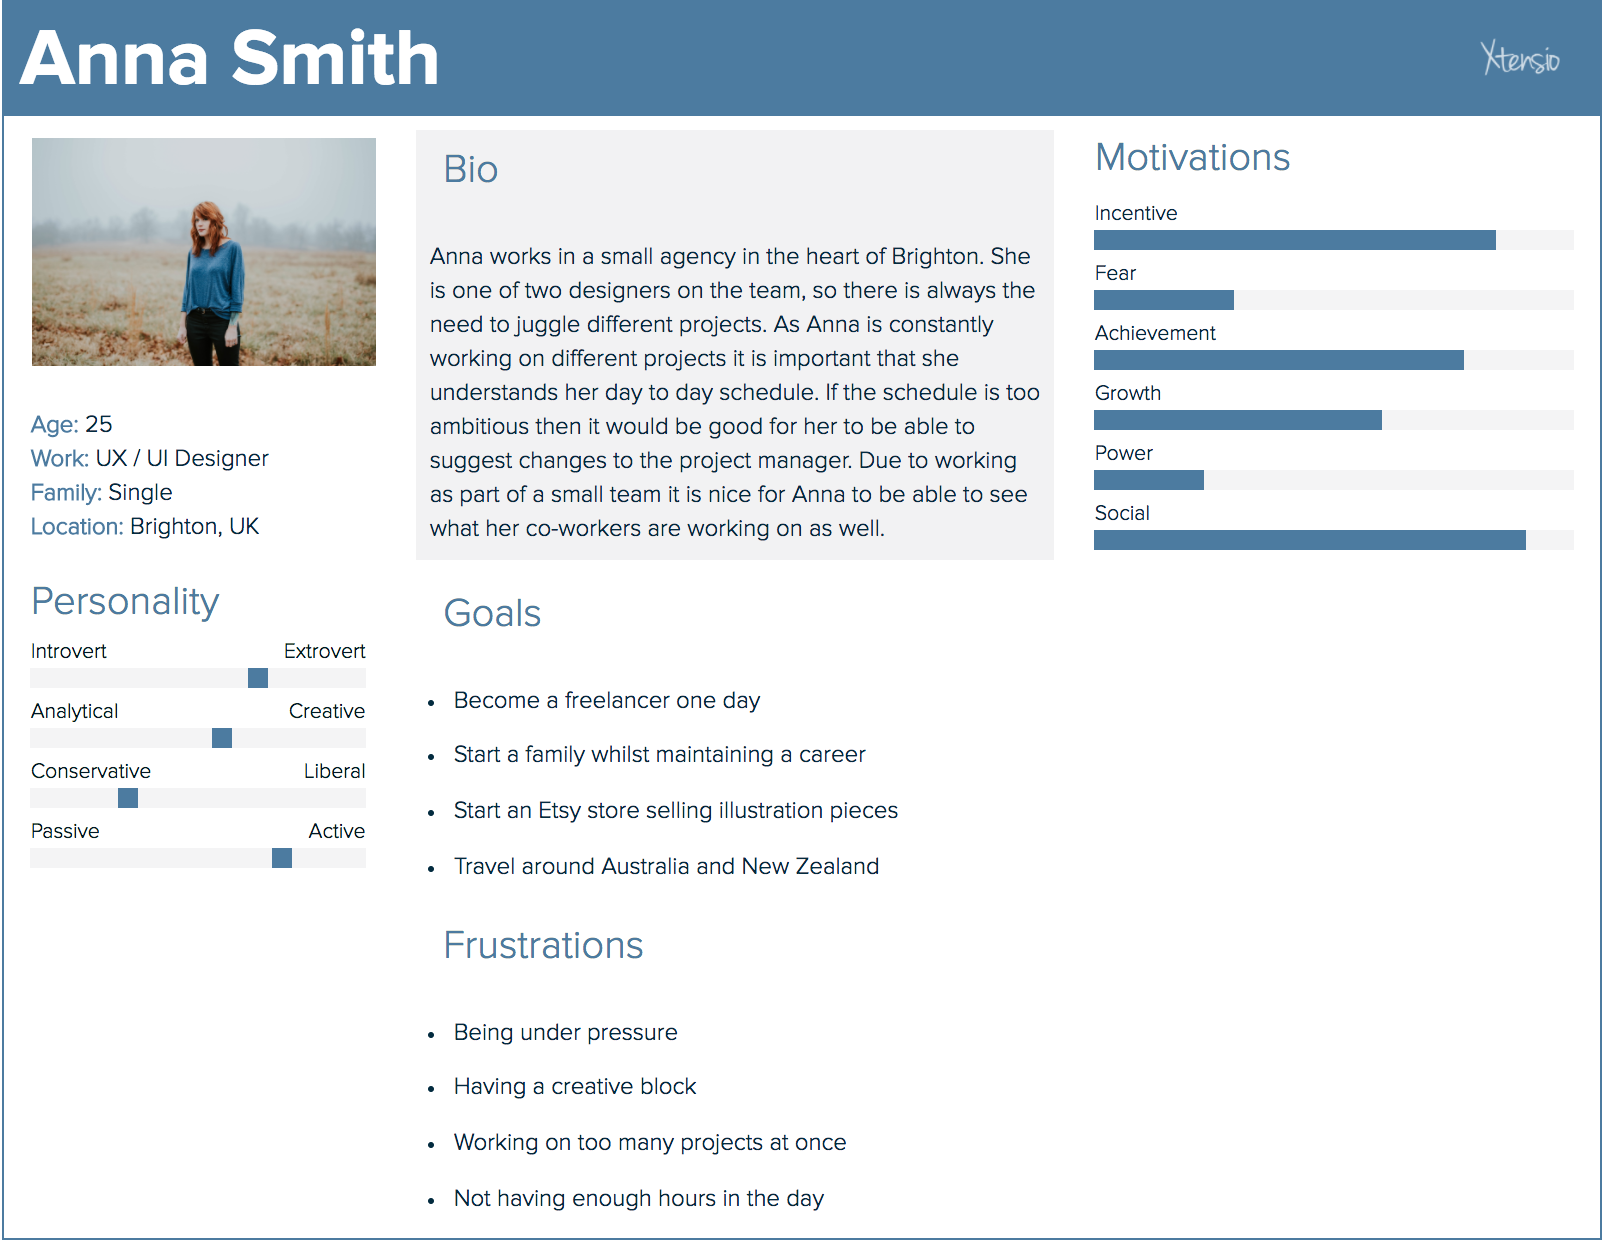 Anna Smith
Xtensio
Age: 25
Work: UX / UI Designer
Family: Single
Location: Brighton, UK
Personality
Introvert Extrovert
Analytical Creative
Conservative Liberal
Passive Active
Bio
Anna works in a small agency in the heart of Brighton. She
is one of two designers on the team, so there is always the
need to juggle different projects. As Anna is constantly
working on different projects it is important that she
understands her day to day schedule. If the schedule is too
ambitious then it would be good for her to be able to
suggest changes to the project manager. Due to working
as part of a small team it is nice for Anna to be able to see
what her co-workers are working on as well.
Goals
• Become a freelancer one day
• Start a family whilst maintaining a career
• Start an Etsy store selling illustration pieces
• Travel around Australia and New Zealand
Frustrations
• Being under pressure
• Having a creative block
• Working on too many projects at once
• Not having enough hours in the day
Motivations
Incentive
Fear
Achievement
Growth
Power
Social